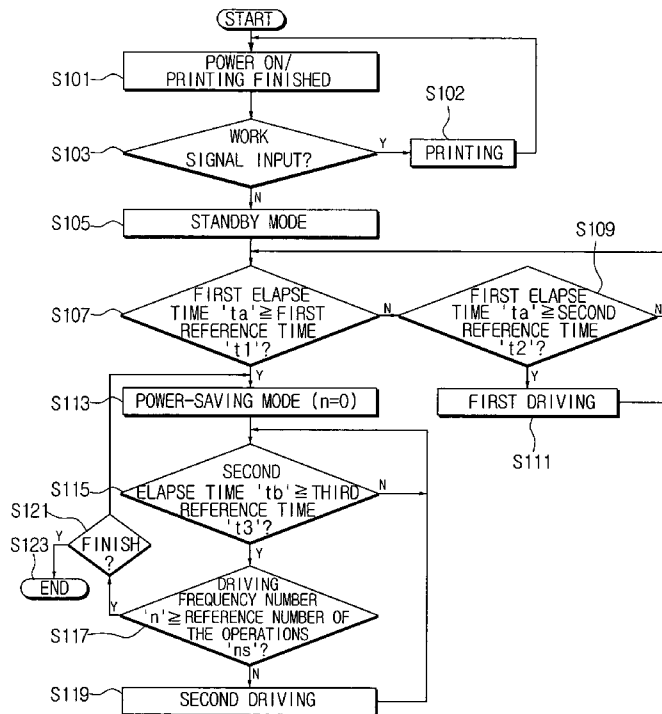 START
S101
POWER ON/
PRINTING FINISHED
S102
S103
WORK
SIGNAL INPUT?
Y
PRINTING
N
S105
STANDBY MODE
S109
S107
FIRST ELAPSE
TIME 'ta'≧FIRST
REFERENCE TIME
't1'?
N
FIRST ELAPSE
TIME 'ta'≧SECOND
REFERENCE TIME
't2'?
N
Y
Y
S113
POWER-SAVING MODE (n=0)
FIRST DRIVING
S111
S115
SECOND
ELAPSE TIME 'tb'≧THIRD
REFERENCE TIME
't3'?
N
S121
Y
FINISH
?
Y
S123
END
S117
DRIVING
FREQUENCY NUMBER
'n'≧REFERENCE NUMBER OF
THE OPERATIONS
'ns'?
Y
N
S119
SECOND DRIVING